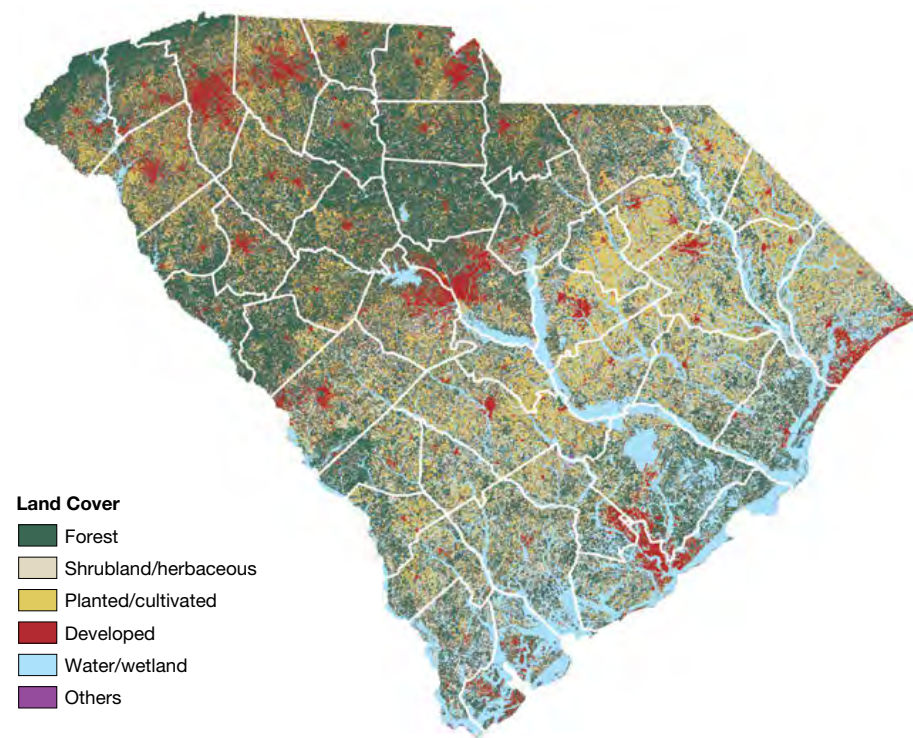 Land Cover
Forest
Shrubland/herbaceous
Planted/cultivated
Developed
Water/wetland
Others